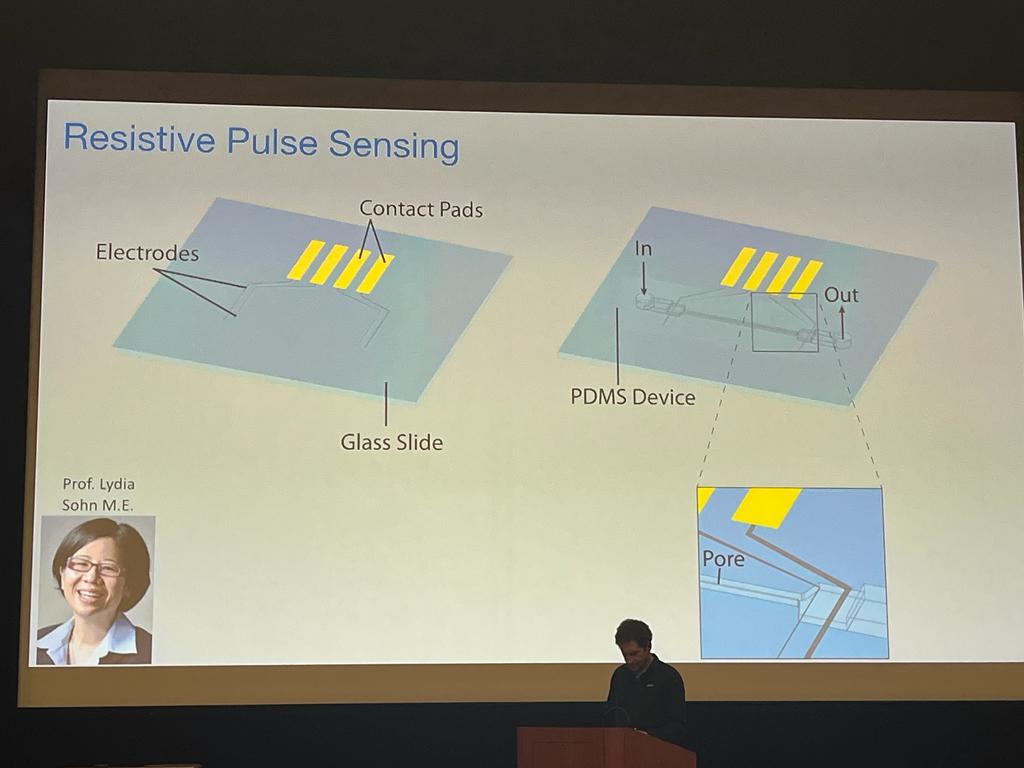 Resistive Pulse Sensing
Contact Pads
Electrodes
Glass Slide
In
Out
PDMS Device
Pore
Prof. Lydia
Sohn M.E.